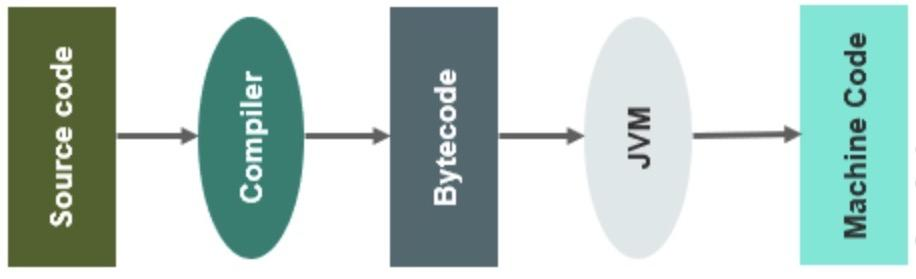 Source code
Compiler
Bytecode
JVM
Machine Code